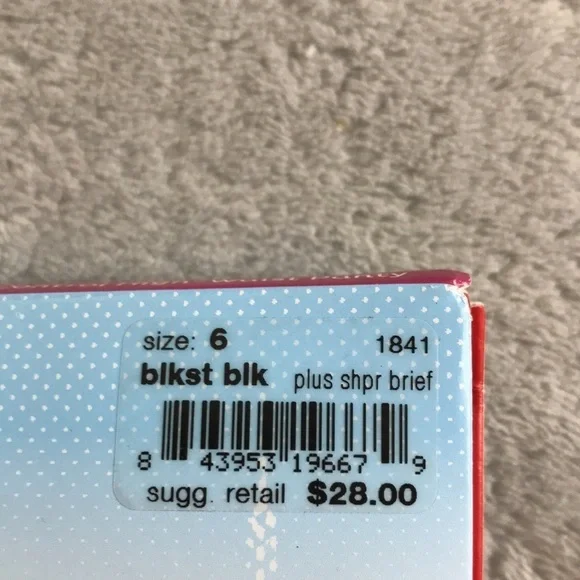 size: 6 1841
blkst blk plus shpr brief
8 43953 19667 9
sugg. retail $28.00